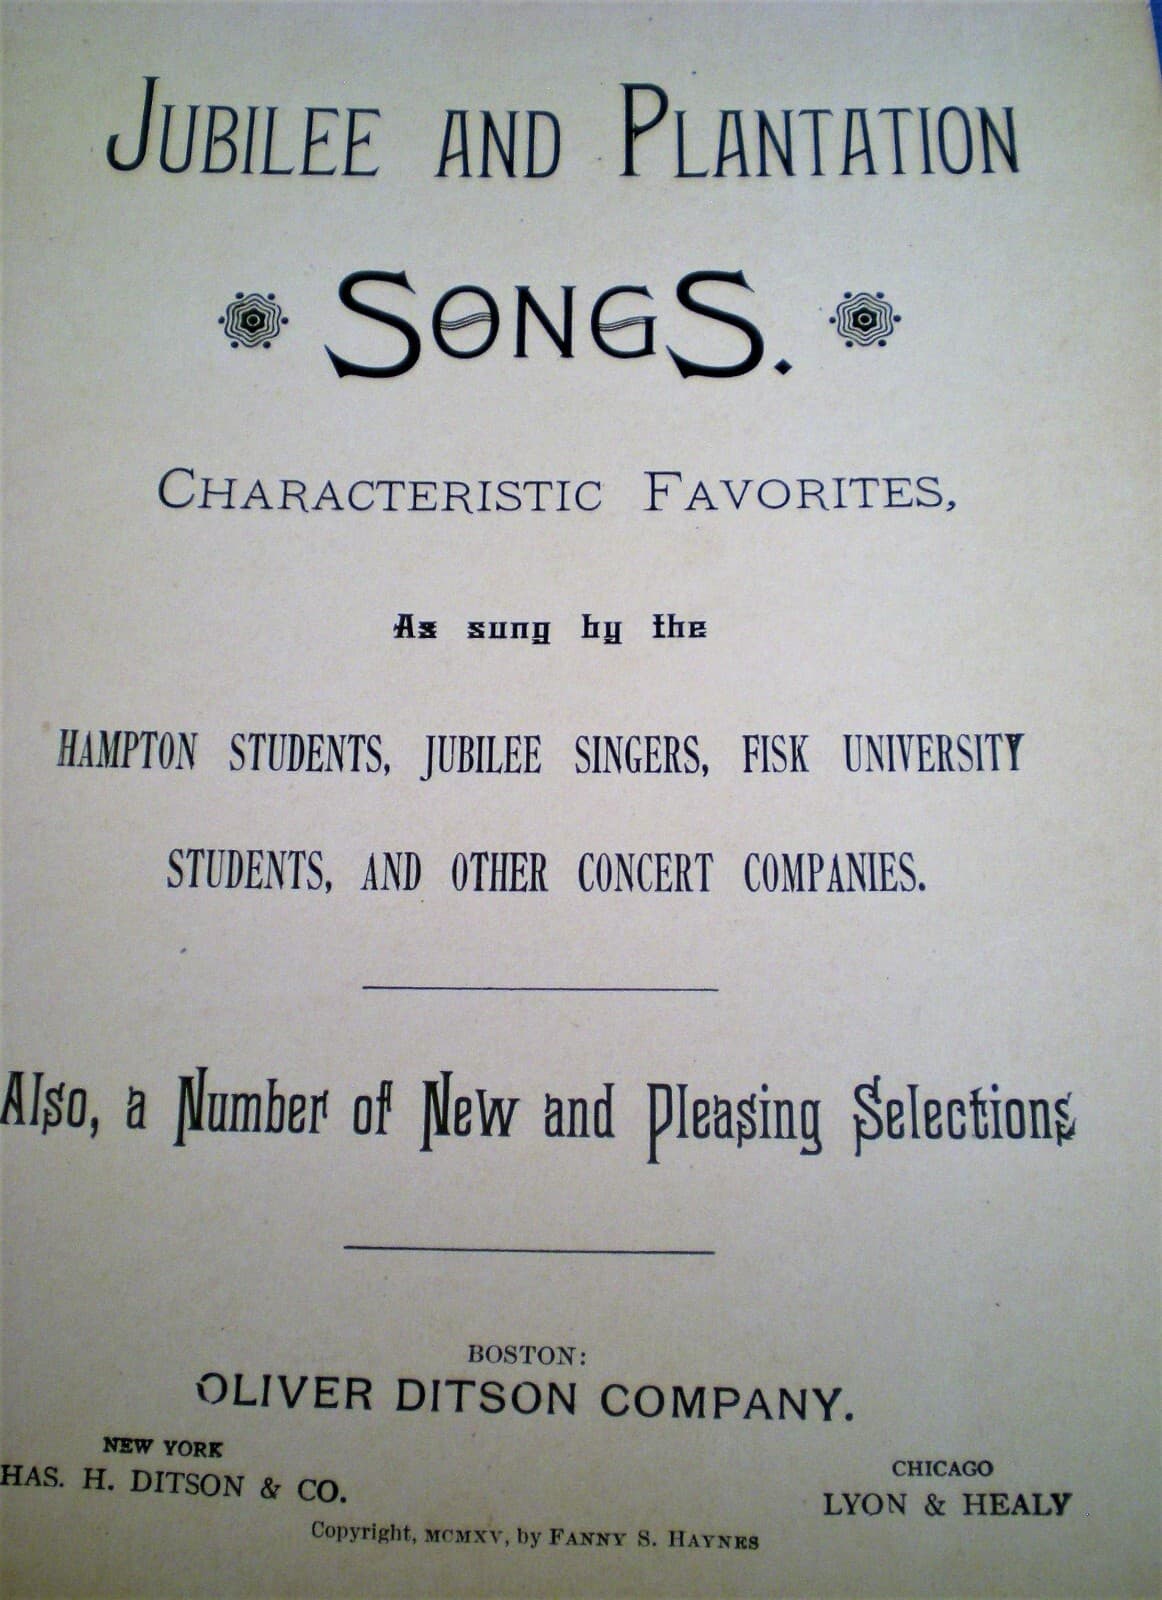 JUBILEE AND PLANTATION
SONGS.
CHARACTERISTIC FAVORITES,
As sung by the
HAMPTON STUDENTS, JUBILEE SINGERS, FISK UNIVERSITY
STUDENTS, AND OTHER CONCERT COMPANIES.
Also, a Number of New and Pleasing Selections
BOSTON:
OLIVER DITSON COMPANY.
NEW YORK
HAS. H. DITSON & CO.
CHICAGO
LYON & HEALY
Copyright, MCMXV, by FANNY S. HAYNES